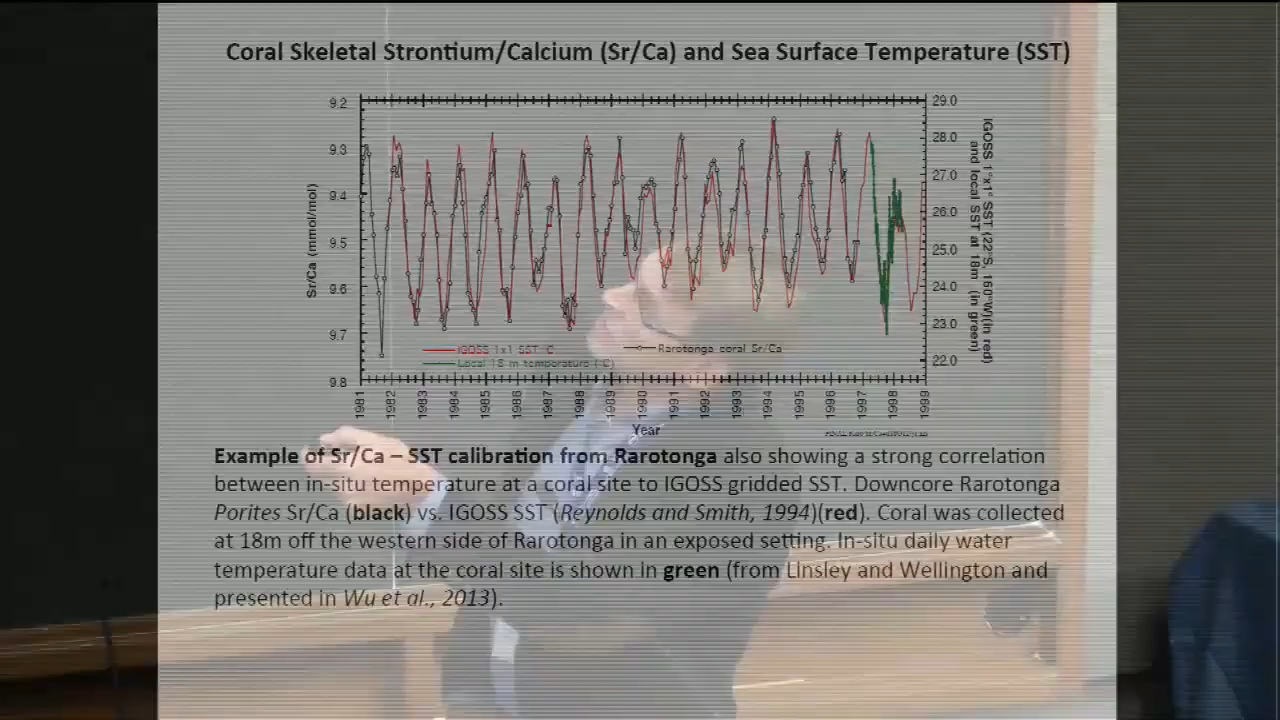 Coral Skeletal Strontium/Calcium (Sr/Ca) and Sea Surface Temperature (SST)
9.2
9.3
9.4
9.5
9.6
9.7
9.8
Sr/Ca (mmol/mol)
29.0
28.0
27.0
26.0
25.0
24.0
23.0
22.0
IGOSS 1°x1° SST (22°S, 160°W)(in red)
and local SST at 18m (in green)
IGOSS 1x1 SST °C
Rarotonga coral Sr/Ca
Local 18 m temperature (°C)
1981 1982 1983 1984 1985 1986 1987 1988 1989 1990 1991 1992 1993 1994 1995 1996 1997 1998 1999
Year
Example of Sr/Ca – SST calibration from Rarotonga also showing a strong correlation
between in-situ temperature at a coral site to IGOSS gridded SST. Downcore Rarotonga
Porites Sr/Ca (black) vs. IGOSS SST (Reynolds and Smith, 1994)(red). Coral was collected
at 18m off the western side of Rarotonga in an exposed setting. In-situ daily water
temperature data at the coral site is shown in green (from Linsley and Wellington and
presented in Wu et al., 2013).